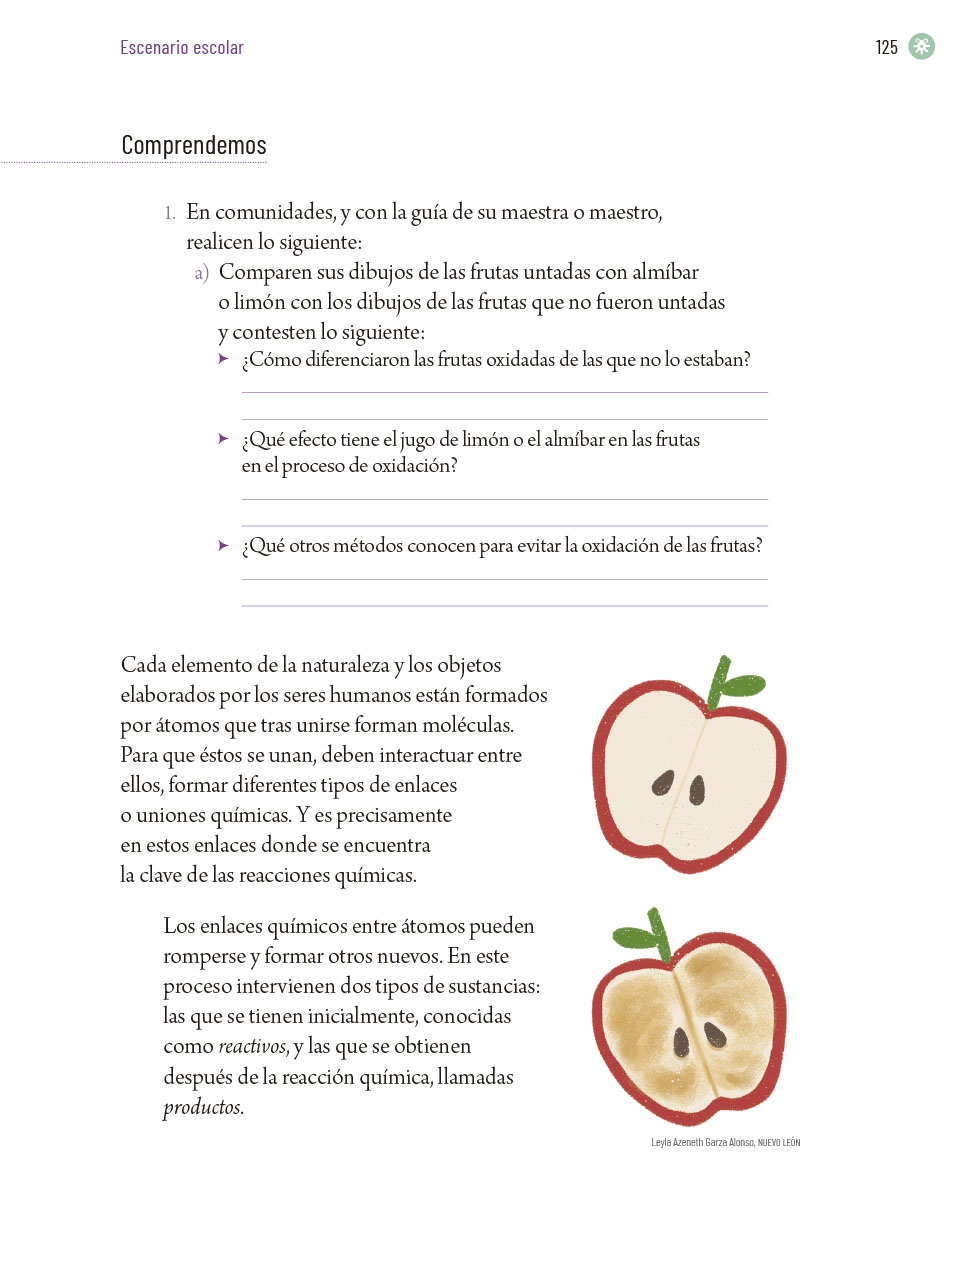 Escenario escolar
125
Comprendemos
1. En comunidades, y con la guía de su maestra o maestro,
realicen lo siguiente:
a) Comparen sus dibujos de las frutas untadas con almíbar
o limón con los dibujos de las frutas que no fueron untadas
y contesten lo siguiente:
➤ ¿Cómo diferenciaron las frutas oxidadas de las que no lo estaban?
➤ ¿Qué efecto tiene el jugo de limón o el almíbar en las frutas
en el proceso de oxidación?
➤ ¿Qué otros métodos conocen para evitar la oxidación de las frutas?
Cada elemento de la naturaleza y los objetos
elaborados por los seres humanos están formados
por átomos que tras unirse forman moléculas.
Para que éstos se unan, deben interactuar entre
ellos, formar diferentes tipos de enlaces
o uniones químicas. Y es precisamente
en estos enlaces donde se encuentra
la clave de las reacciones químicas.
Los enlaces químicos entre átomos pueden
romperse y formar otros nuevos. En este
proceso intervienen dos tipos de sustancias:
las que se tienen inicialmente, conocidas
como reactivos, y las que se obtienen
después de la reacción química, llamadas
productos.
Leyla Azeneth Garza Alonso, NUEVO LEÓN